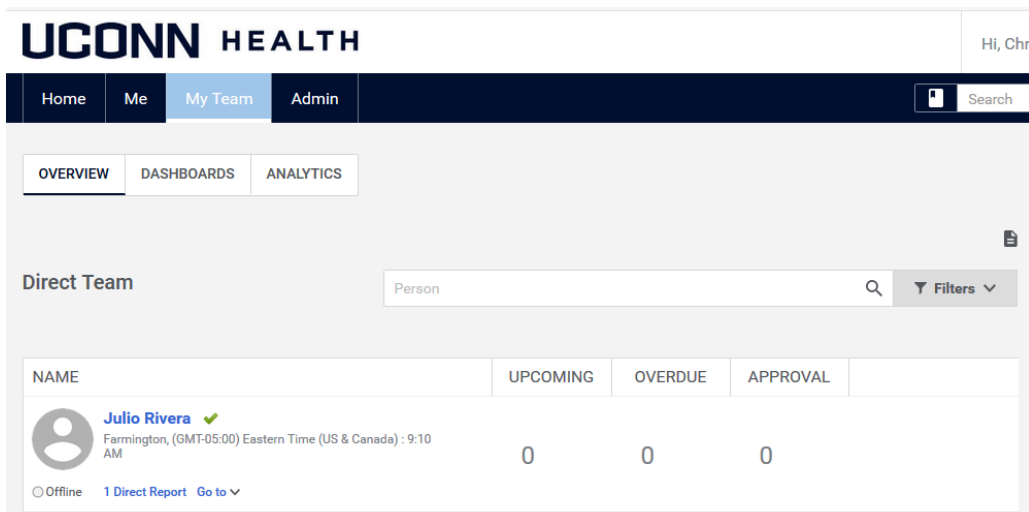 UCONN HEALTH
Hi, Chr
Home Me My Team Admin Search
OVERVIEW DASHBOARDS ANALYTICS
Direct Team Person Filters
NAME UPCOMING OVERDUE APPROVAL
Julio Rivera
Farmington, (GMT-05:00) Eastern Time (US & Canada) : 9:10
AM
0 0 0
Offline 1 Direct Report Go to